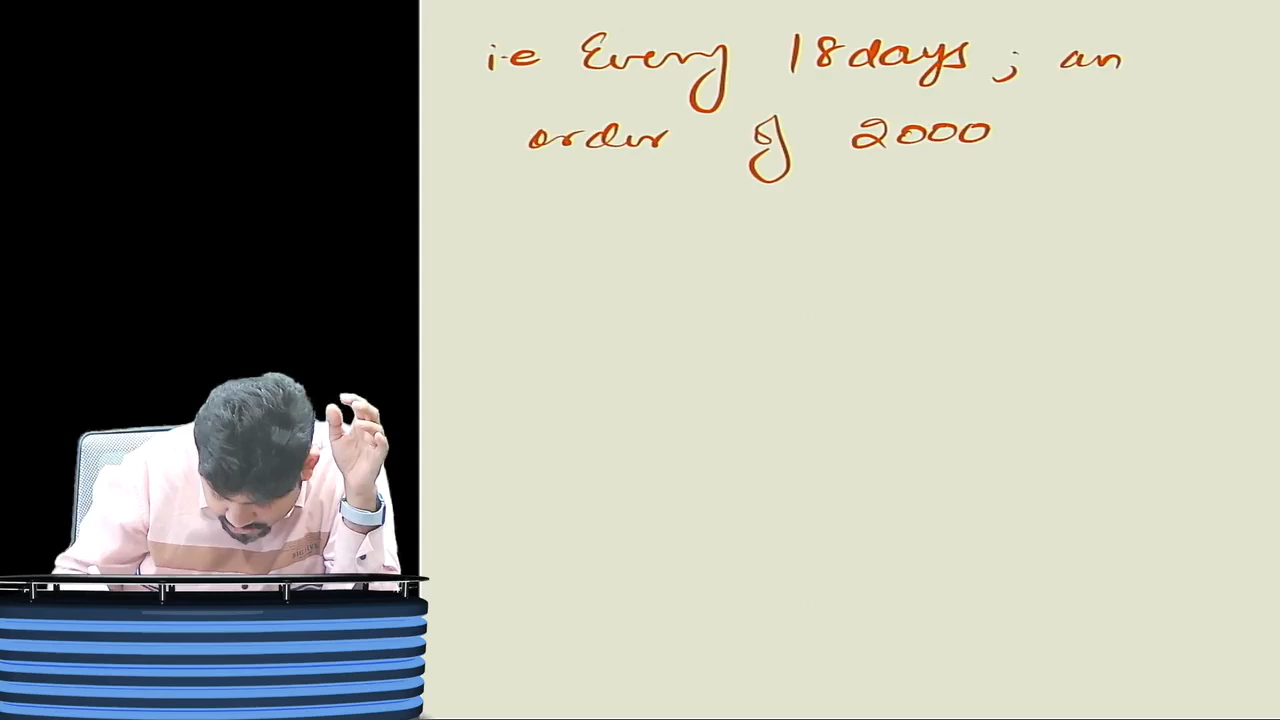 i.e Every 18days ; an
order of 2000